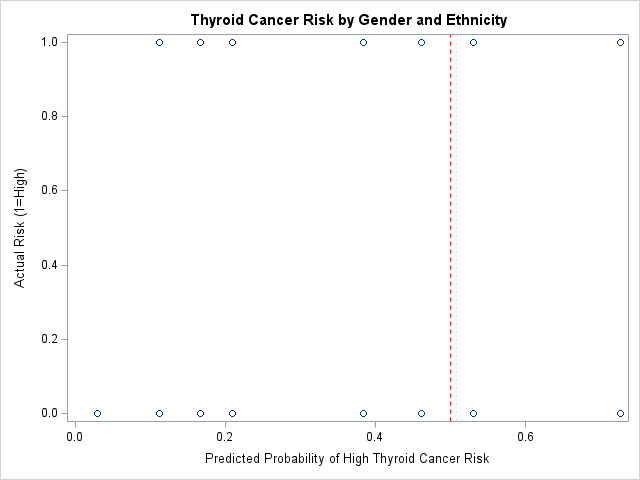 Thyroid Cancer Risk by Gender and Ethnicity
1.0
0.8
0.6
0.4
0.2
0.0
Actual Risk (1=High)
0.0 0.2 0.4 0.6
Predicted Probability of High Thyroid Cancer Risk